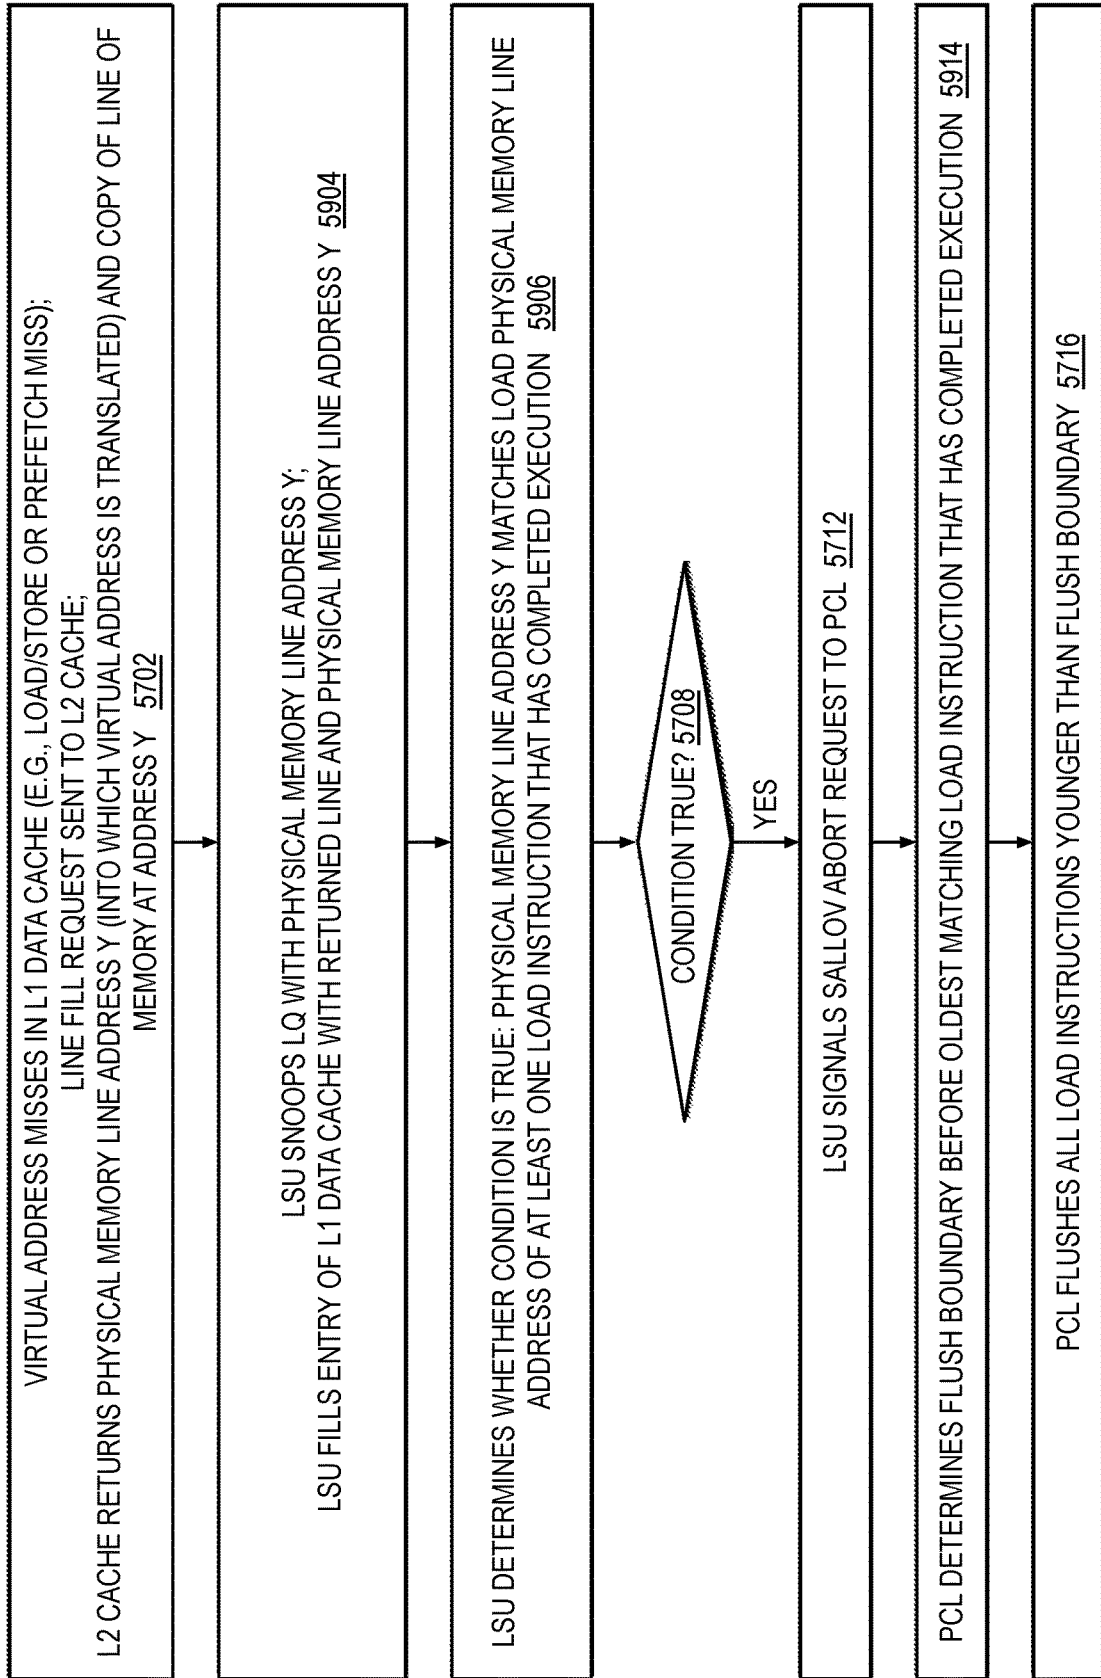 VIRTUAL ADDRESS MISSES IN L1 DATA CACHE (E.G., LOAD/STORE OR PREFETCH MISS);
LINE FILL REQUEST SENT TO L2 CACHE;
L2 CACHE RETURNS PHYSICAL MEMORY LINE ADDRESS Y (INTO WHICH VIRTUAL ADDRESS IS TRANSLATED) AND COPY OF LINE OF
MEMORY AT ADDRESS Y 5702
LSU SNOOPS LQ WITH PHYSICAL MEMORY LINE ADDRESS Y;
LSU FILLS ENTRY OF L1 DATA CACHE WITH RETURNED LINE AND PHYSICAL MEMORY LINE ADDRESS Y 5904
LSU DETERMINES WHETHER CONDITION IS TRUE: PHYSICAL MEMORY LINE ADDRESS Y MATCHES LOAD PHYSICAL MEMORY LINE
ADDRESS OF AT LEAST ONE LOAD INSTRUCTION THAT HAS COMPLETED EXECUTION 5906
CONDITION TRUE? 5708
YES
LSU SIGNALS SALLOV ABORT REQUEST TO PCL 5712
PCL DETERMINES FLUSH BOUNDARY BEFORE OLDEST MATCHING LOAD INSTRUCTION THAT HAS COMPLETED EXECUTION 5914
PCL FLUSHES ALL LOAD INSTRUCTIONS YOUNGER THAN FLUSH BOUNDARY 5716